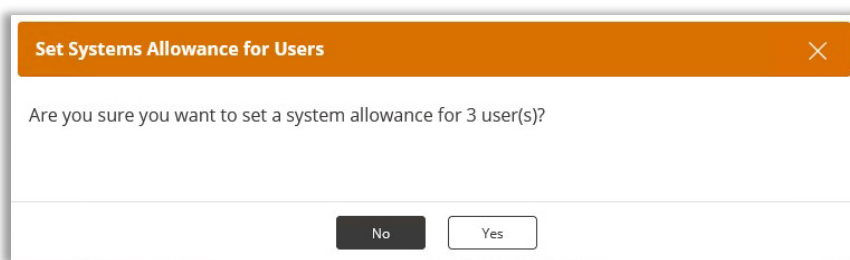 Set Systems Allowance for Users
Are you sure you want to set a system allowance for 3 user(s)?
No
Yes